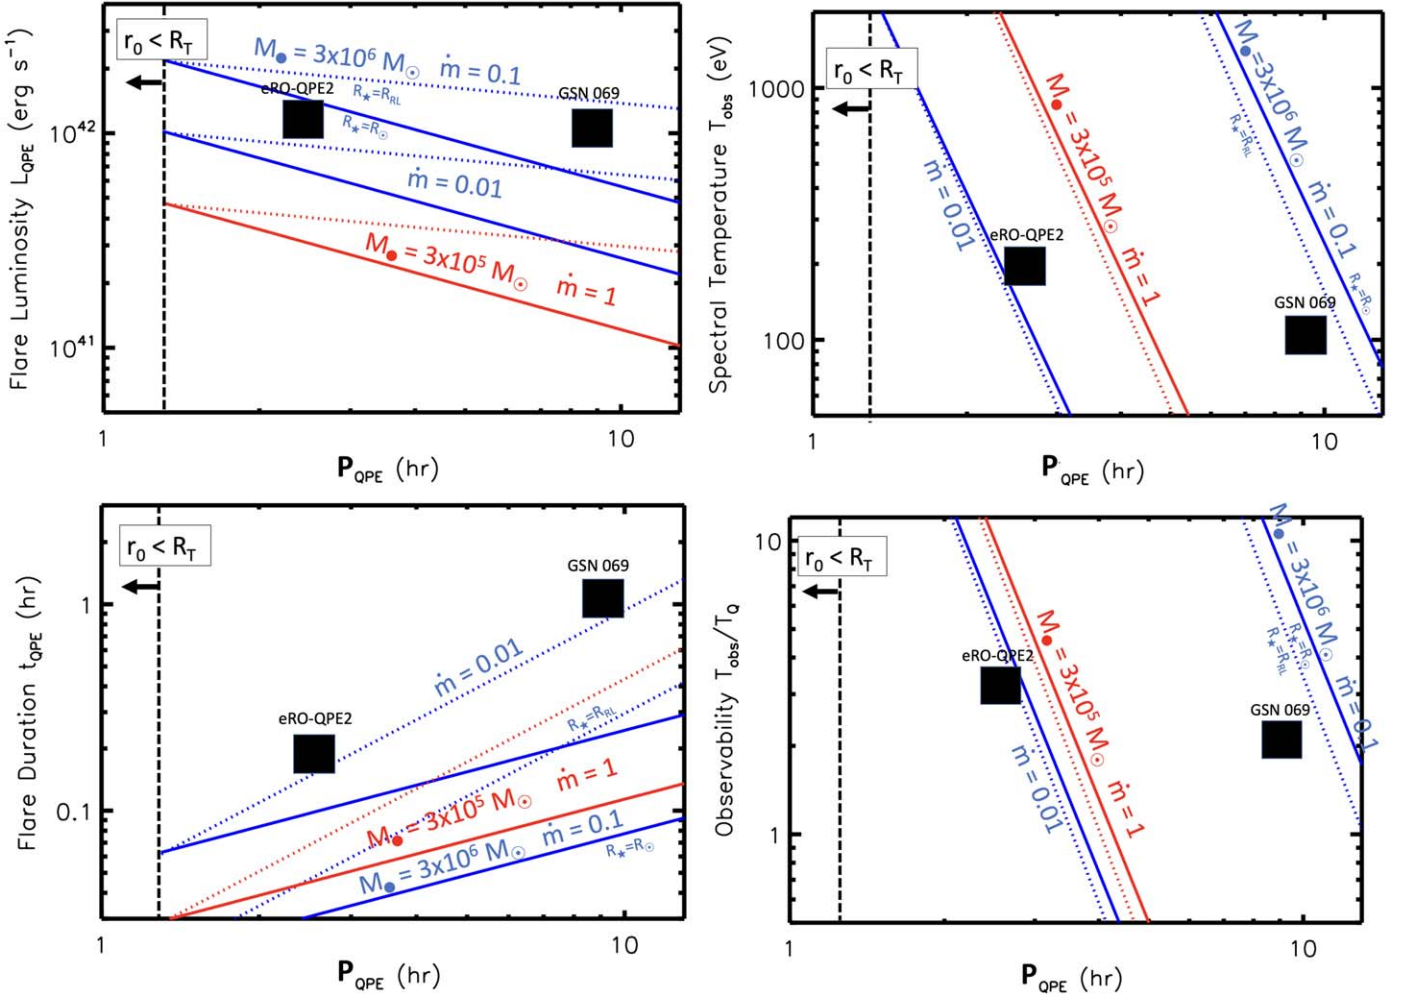 Flare Luminosity L_QPE (erg s⁻¹)
10⁴²
10⁴¹
r₀ < R_T
M● = 3x10⁶ M☉ ṁ = 0.1
eRO-QPE2
R★=R_RL
R★=R☉
GSN 069
ṁ = 0.01
M● = 3x10⁵ M☉ ṁ = 1
1
10
P_QPE (hr)
Spectral Temperature T_obs (eV)
1000
100
r₀ < R_T
M● = 3x10⁵ M☉ ṁ = 1
M● =3x10⁶ M☉ ṁ = 0.1
R★=R_RL
R★=R☉
ṁ = 0.01
eRO-QPE2
GSN 069
1
10
P_QPE (hr)
Flare Duration t_QPE (hr)
1
0.1
r₀ < R_T
GSN 069
ṁ = 0.01
eRO-QPE2
R★=R_RL
M● = 3x10⁵ M☉ ṁ = 1
M● = 3x10⁶ M☉ ṁ = 0.1
R★=R☉
1
10
P_QPE (hr)
Observability T_obs/T_Q
10
1
r₀ < R_T
M● = 3x10⁶ M☉ ṁ = 0.1
M● = 3x10⁵ M☉ ṁ = 1
R★=R☉
R★=R_RL
eRO-QPE2
GSN 069
ṁ = 0.01
1
10
P_QPE (hr)